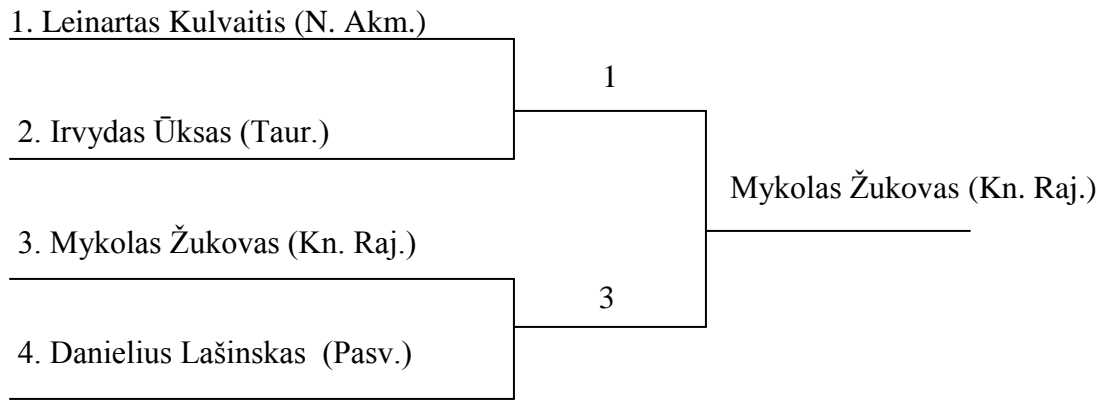 1. Leinartas Kulvaitis (N. Akm.)
1
2. Irvydas Ūksas (Taur.)
Mykolas Žukovas (Kn. Raj.)
3. Mykolas Žukovas (Kn. Raj.)
3
4. Danielius Lašinskas (Pasv.)